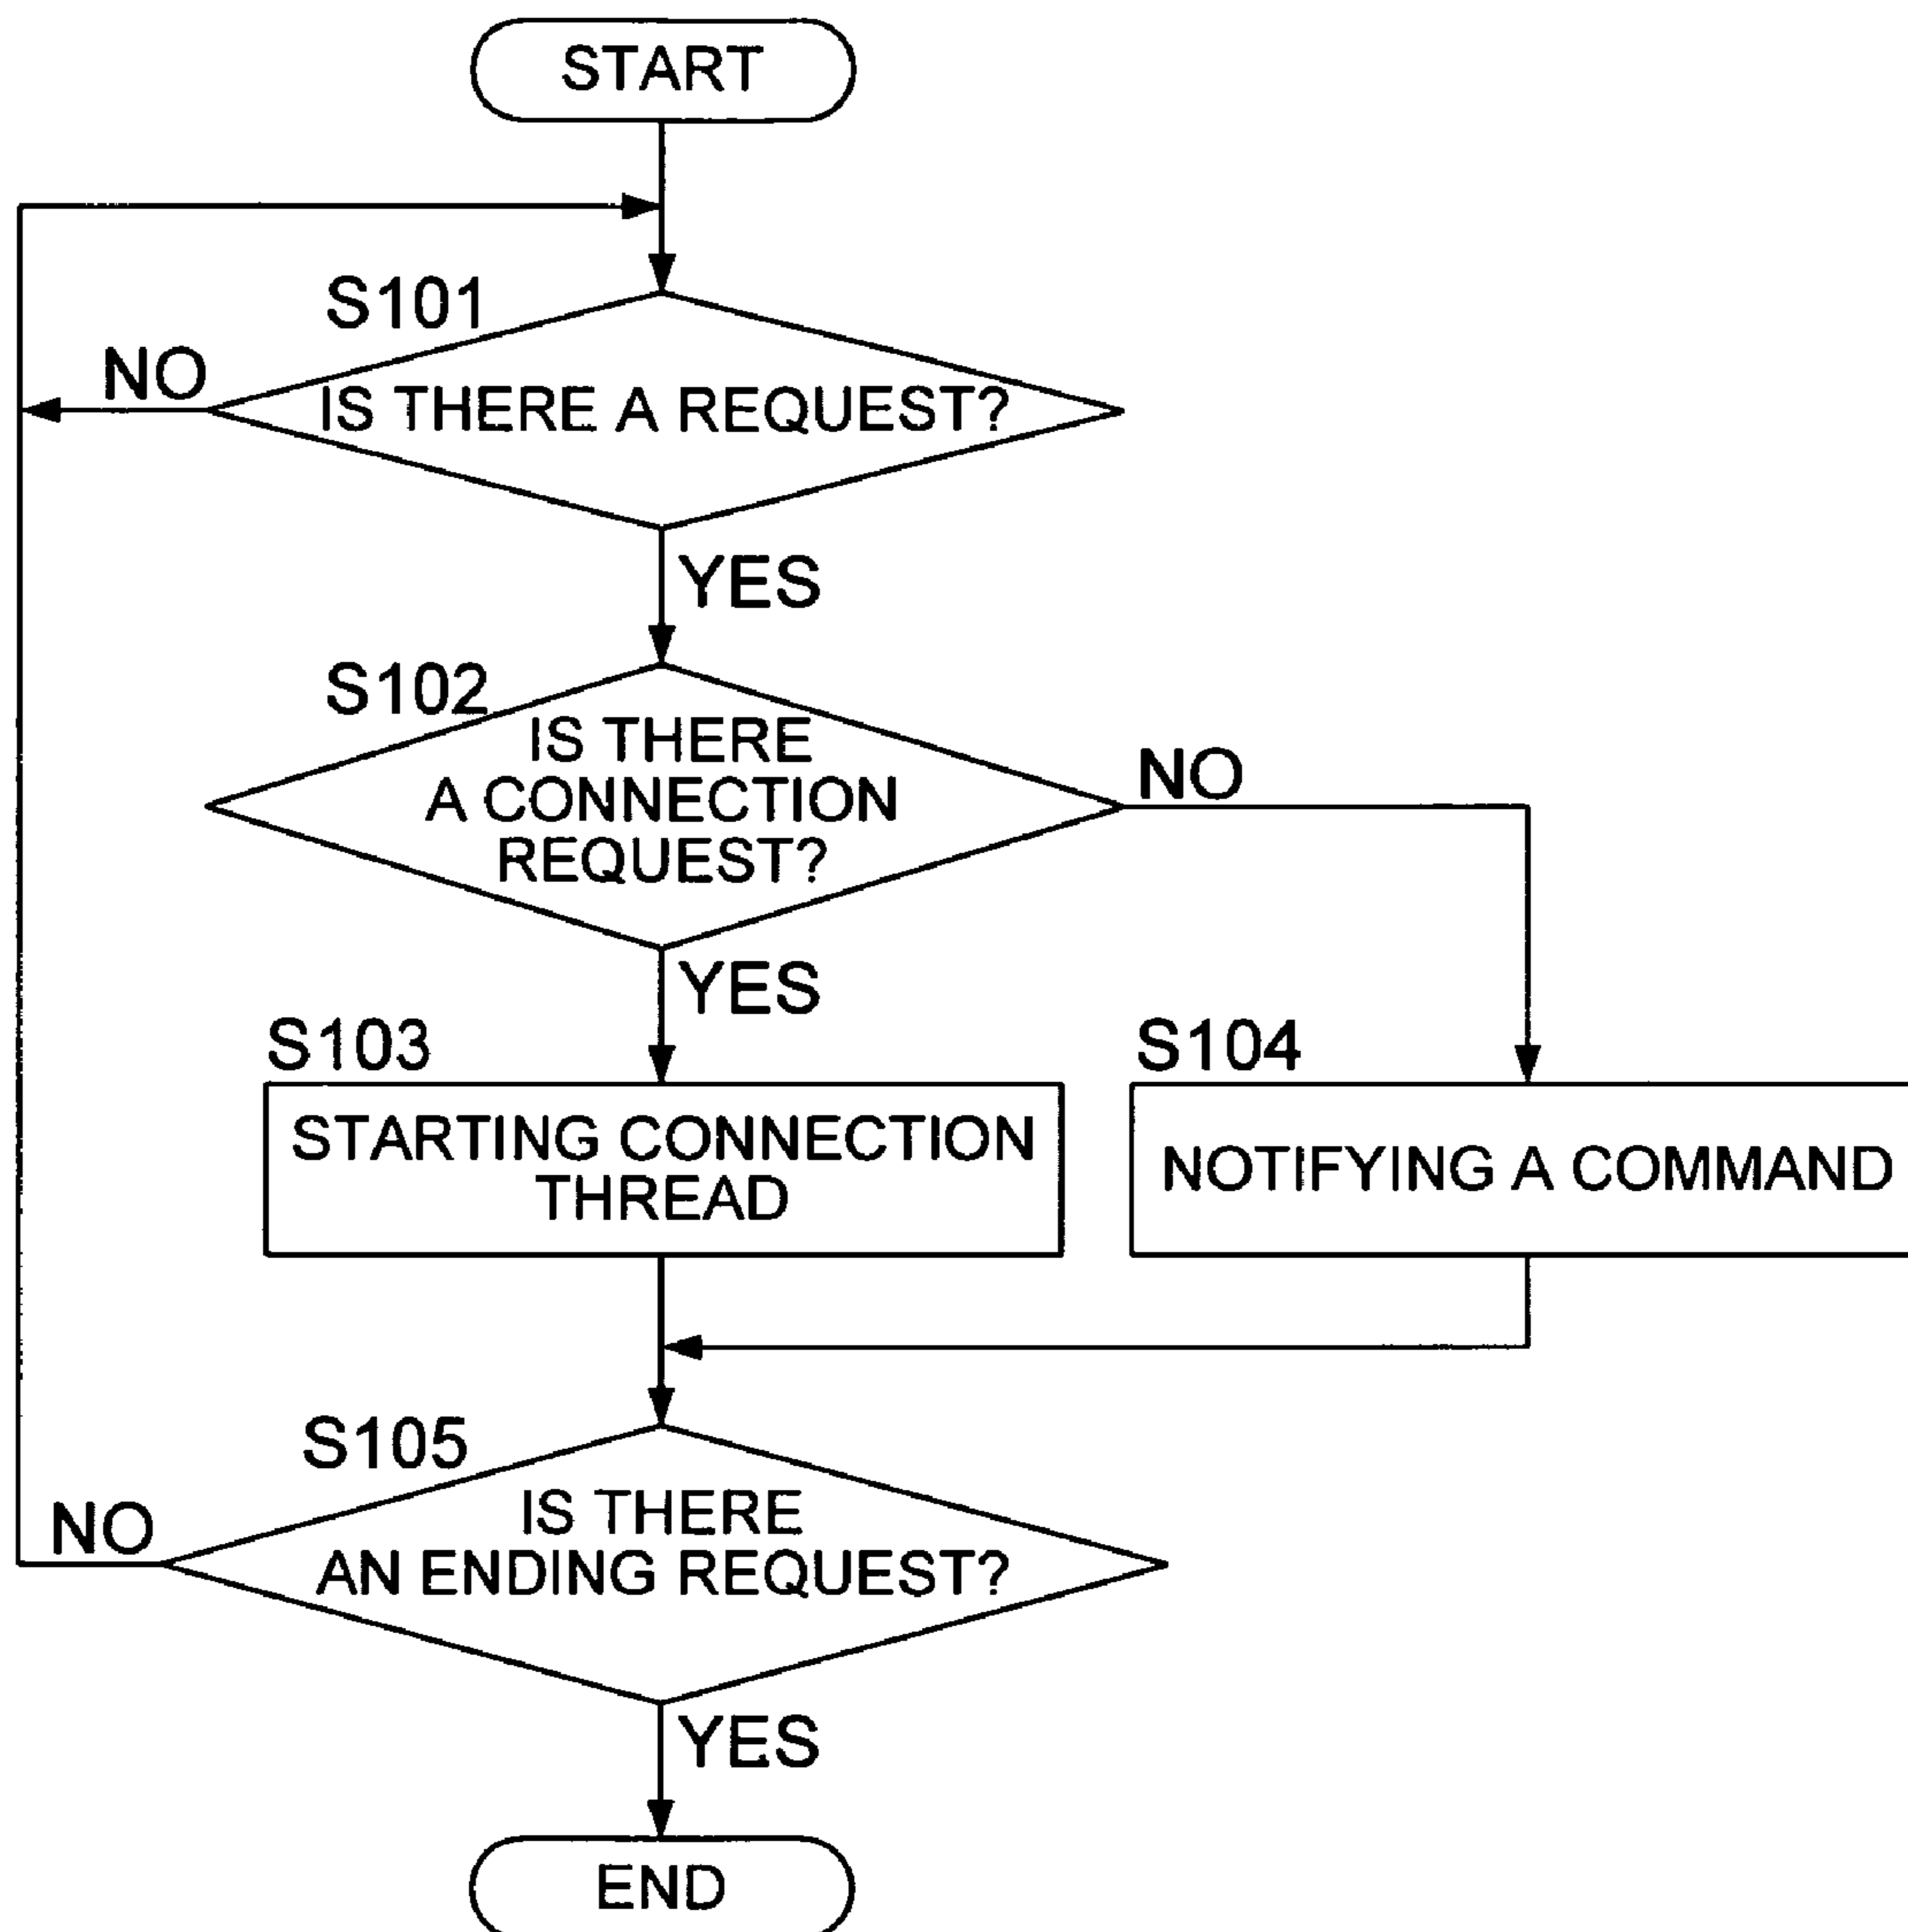 START
S101
NO
IS THERE A REQUEST?
YES
S102
IS THERE
A CONNECTION
REQUEST?
NO
YES
S103
STARTING CONNECTION
THREAD
S104
NOTIFYING A COMMAND
S105
IS THERE
AN ENDING REQUEST?
NO
YES
END